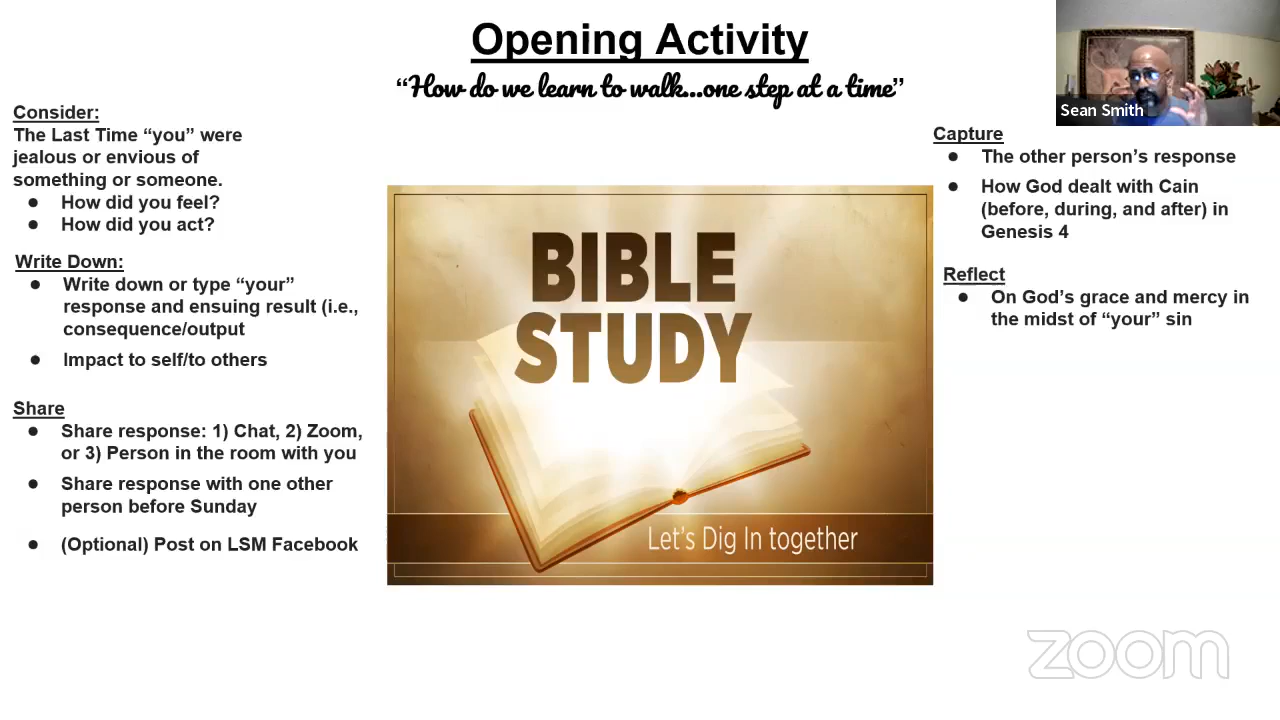 Opening Activity
“How do we learn to walk...one step at a time”
Sean Smith
Consider:
The Last Time “you” were
jealous or envious of
something or someone.
● How did you feel?
● How did you act?
Write Down:
● Write down or type “your”
response and ensuing result (i.e.,
consequence/output
● Impact to self/to others
Share
● Share response: 1) Chat, 2) Zoom,
or 3) Person in the room with you
● Share response with one other
person before Sunday
● (Optional) Post on LSM Facebook
BIBLE
STUDY
Let's Dig In together
Capture
● The other person’s response
● How God dealt with Cain
(before, during, and after) in
Genesis 4
Reflect
● On God’s grace and mercy in
the midst of “your” sin
zoom